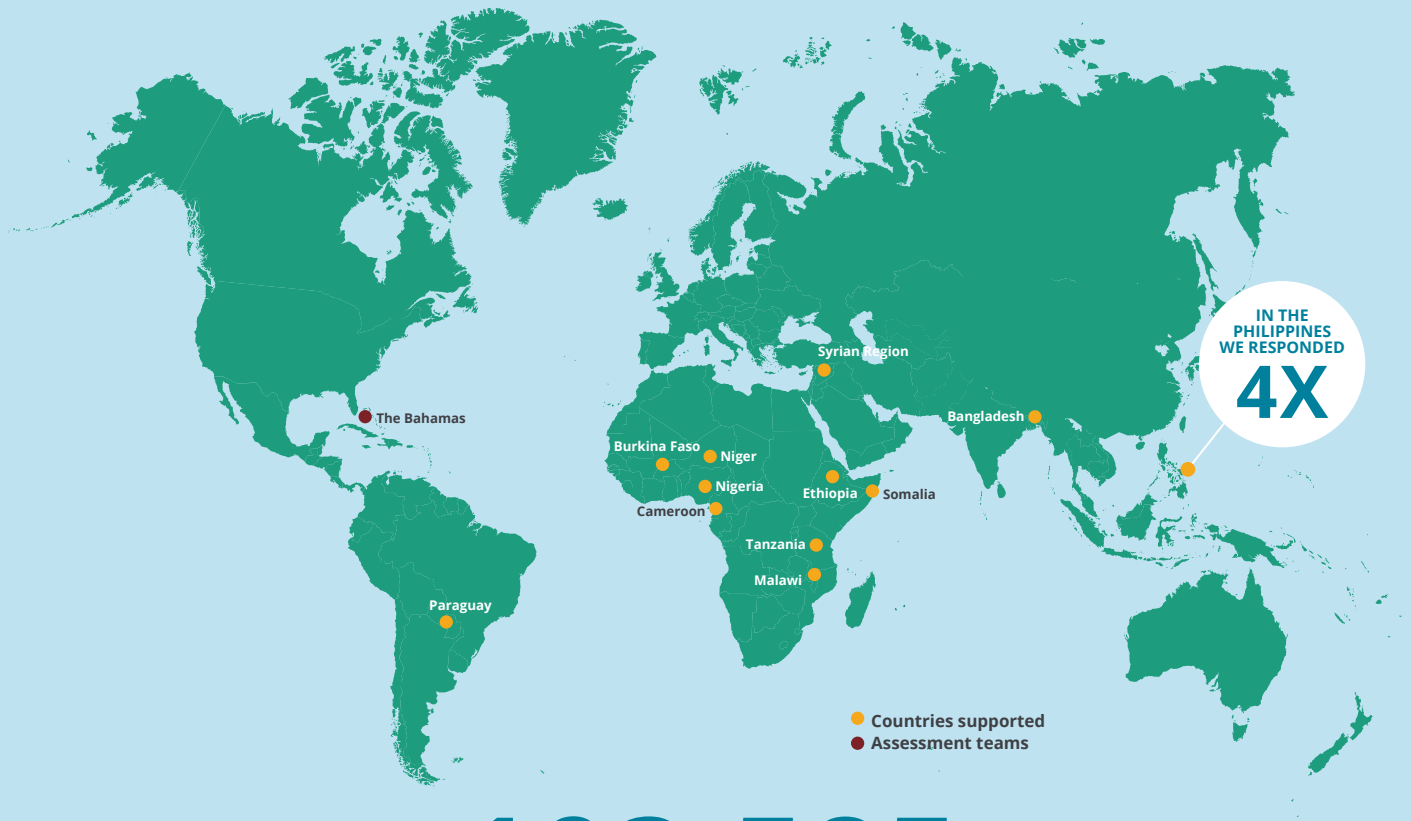 IN THE
PHILIPPINES
WE RESPONDED
4X
Syrian Region
The Bahamas
Bangladesh
Burkina Faso
Niger
Nigeria
Ethiopia
Somalia
Cameroon
Tanzania
Malawi
Paraguay
Countries supported
Assessment teams